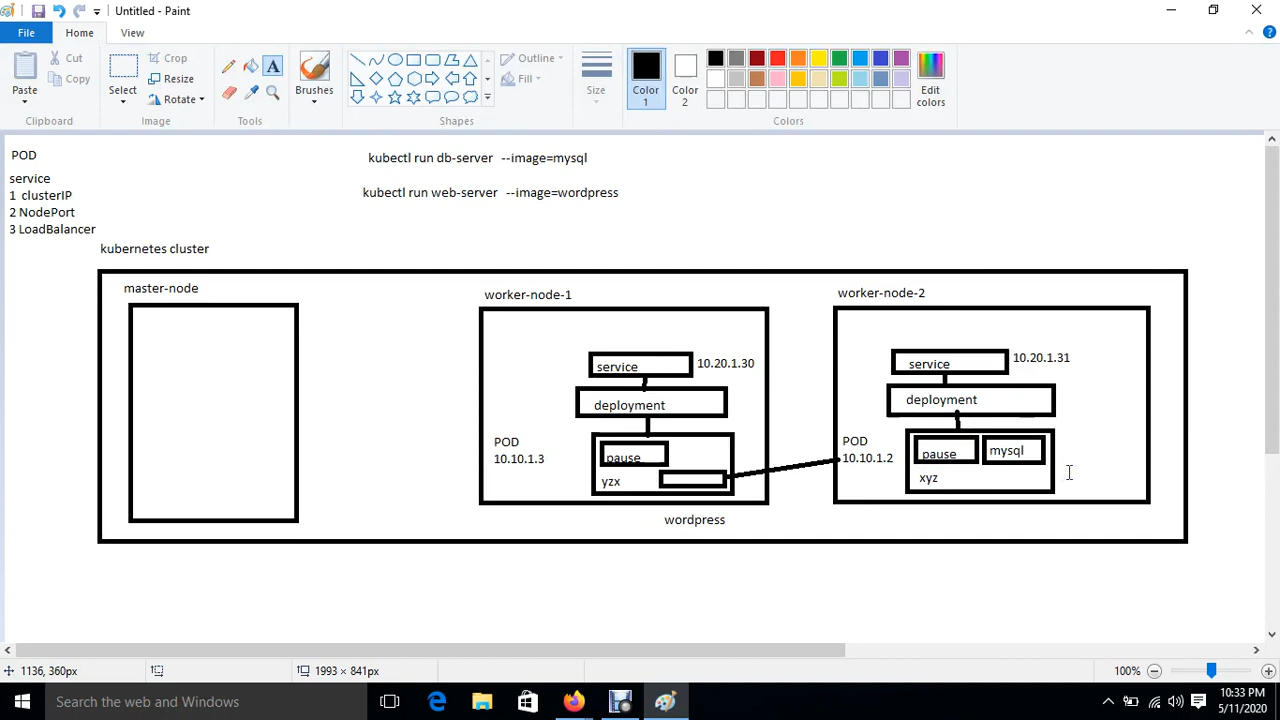 Untitled - Paint
File
Home
View
Paste
Cut
Copy
Clipboard
Select
Crop
Resize
Rotate
Image
A
Tools
Brushes
Shapes
Outline
Fill
Size
Color 1
Color 2
Edit colors
Colors
POD
service
1 clusterIP
2 NodePort
3 LoadBalancer
kubectl run db-server --image=mysql
kubectl run web-server --image=wordpress
kubernetes cluster
master-node
worker-node-1
service
10.20.1.30
deployment
POD
10.10.1.3
pause
yzx
wordpress
worker-node-2
service
10.20.1.31
deployment
POD
10.10.1.2
pause
mysql
xyz
1136, 360px
1993 × 841px
100%
Search the web and Windows
10:33 PM
5/11/2020